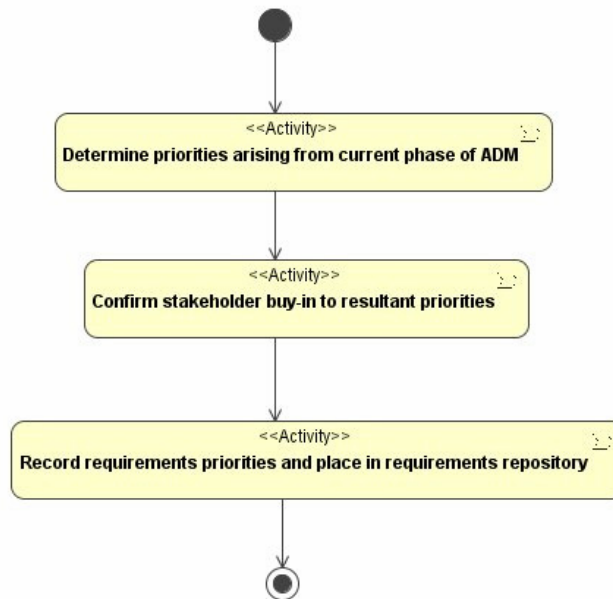 <<Activity>>
Determine priorities arising from current phase of ADM
<<Activity>>
Confirm stakeholder buy-in to resultant priorities
<<Activity>>
Record requirements priorities and place in requirements repository